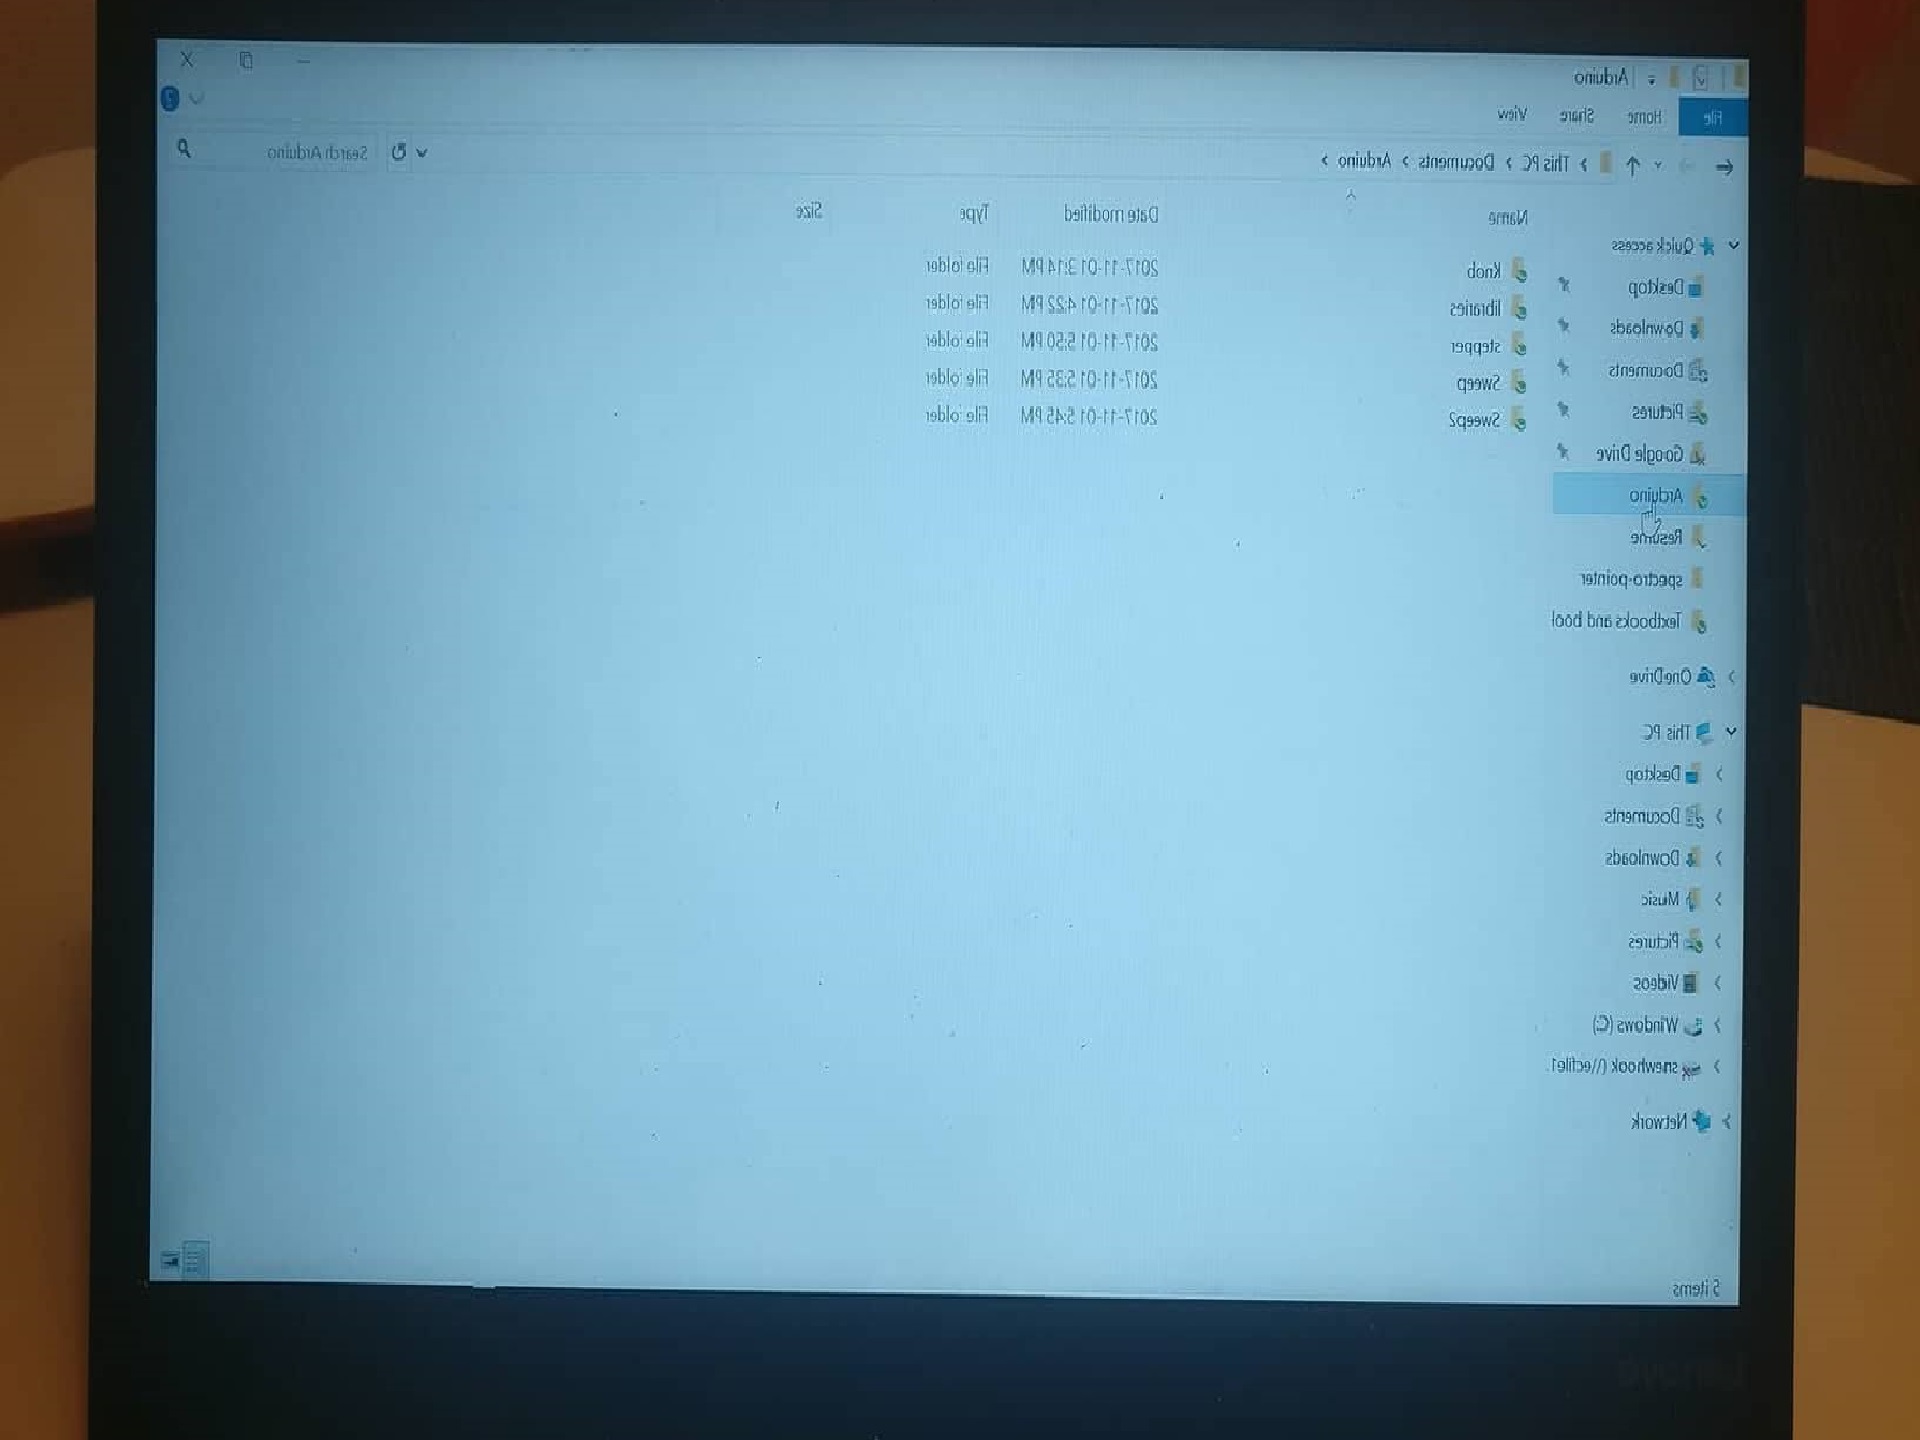 Arduino
File Home Share View
This PC > Documents > Arduino >
Search Arduino
Name Date modified Type Size
Knob 2017-11-01 3:14 PM File folder
libraries 2017-11-01 4:22 PM File folder
stepper 2017-11-01 5:50 PM File folder
Sweep 2017-11-01 5:35 PM File folder
Sweep2 2017-11-01 5:45 PM File folder
Quick access
Desktop
Downloads
Documents
Pictures
Google Drive
Arduino
Resume
spectro-pointer
Textbooks and bool
OneDrive
This PC
Desktop
Documents
Downloads
Music
Pictures
Videos
Windows (C:)
snewhook (\\ecfile1.
Network
5 items